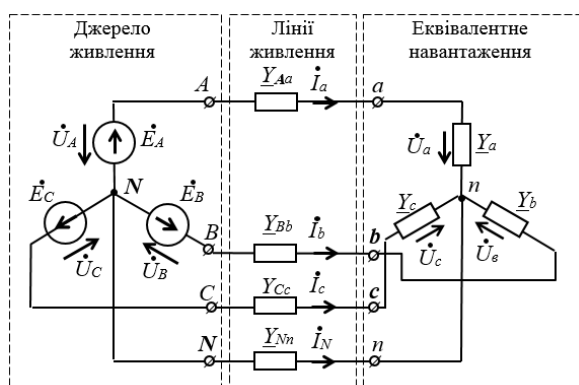 Джерело живлення
Лінії живлення
Еквівалентне навантаження
A Y_Aa İ_a a
U̇_A Ė_A U̇_a Y_a
Ė_C N Ė_B Y_c n Y_b
U̇_C U̇_B B Y_Bb İ_b b U̇_c U̇_в
C Y_Cc İ_c c
N Y_Nn İ_N n